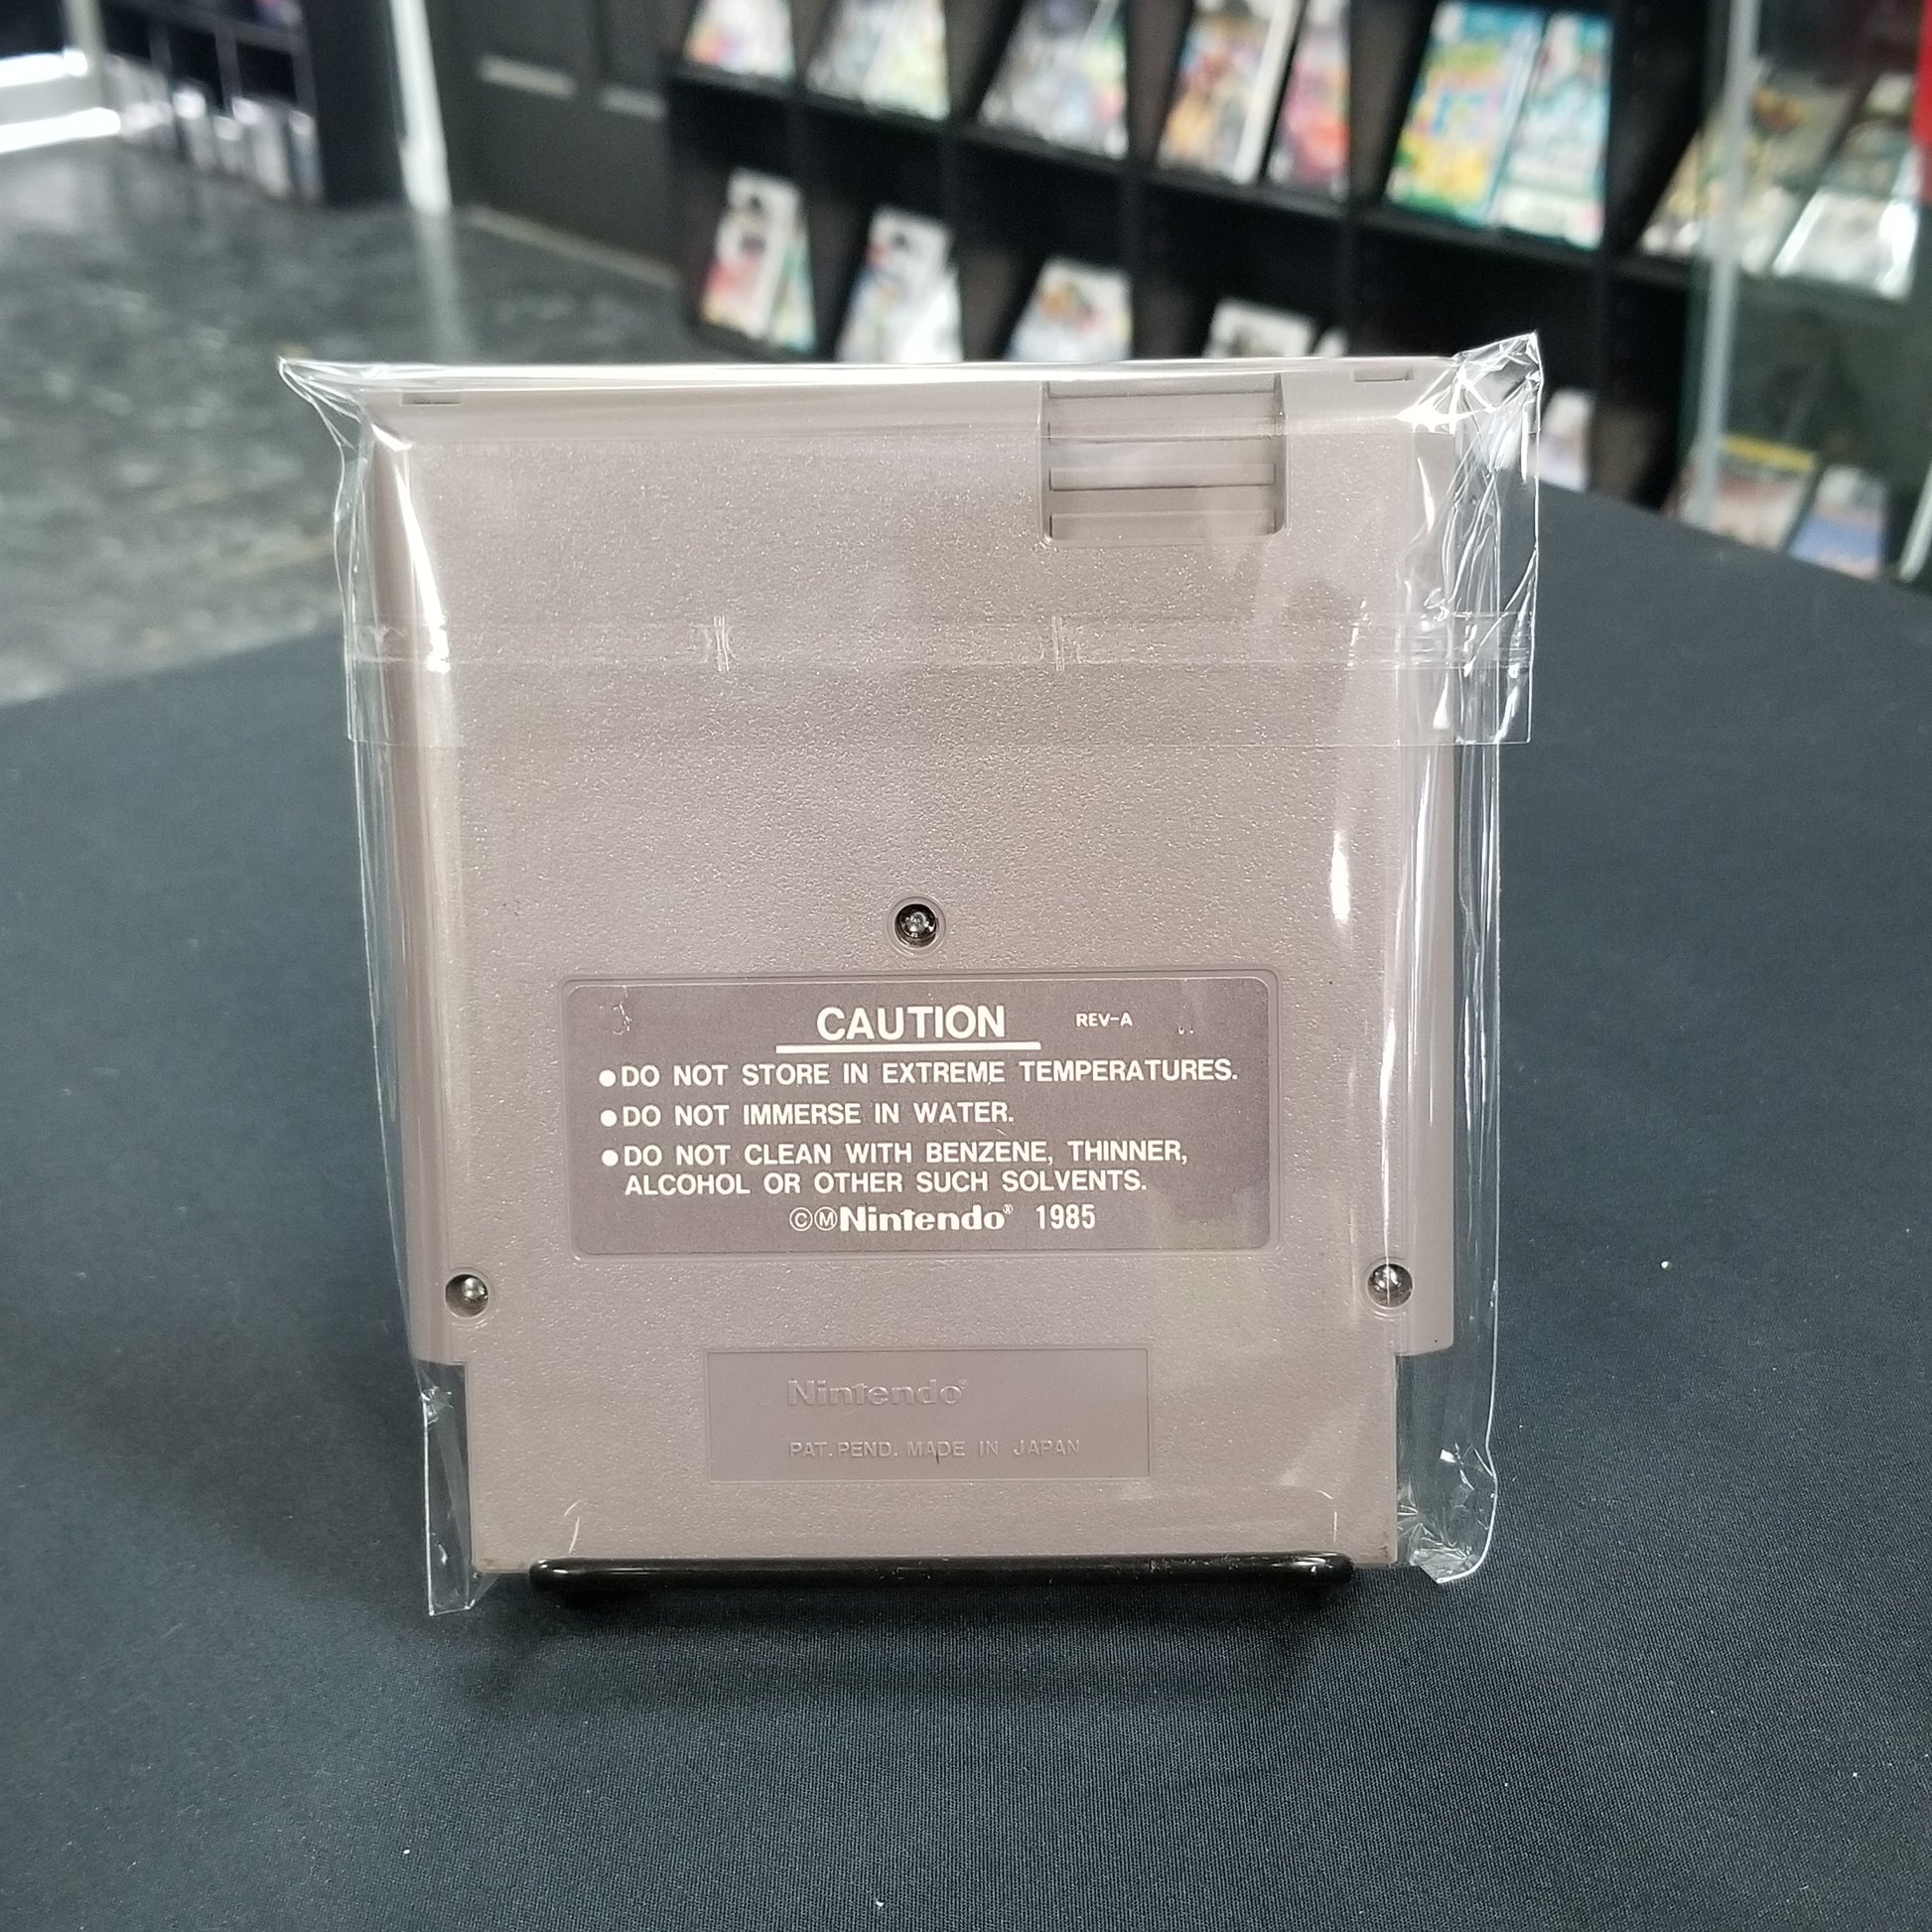 CAUTION REV-A
●DO NOT STORE IN EXTREME TEMPERATURES.
●DO NOT IMMERSE IN WATER.
●DO NOT CLEAN WITH BENZENE, THINNER,
ALCOHOL OR OTHER SUCH SOLVENTS.
©ⓂNintendo® 1985
Nintendo®
PAT. PEND. MADE IN JAPAN